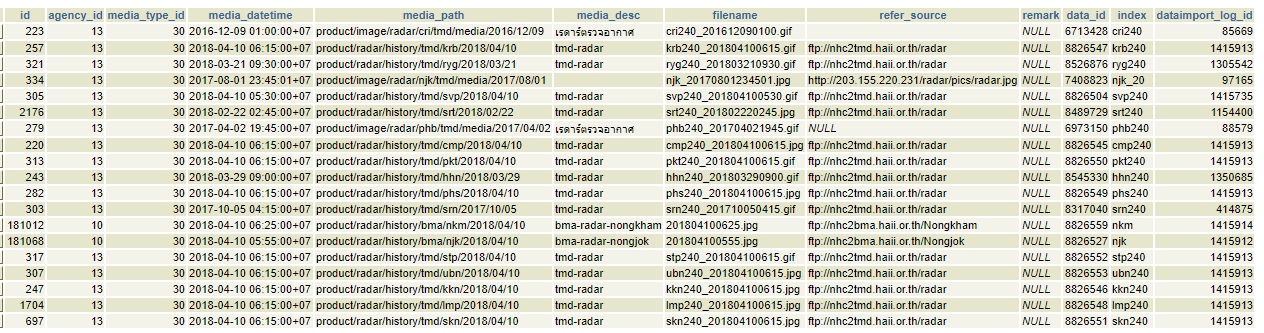 id agency_id media_type_id media_datetime media_path media_desc filename refer_source remark data_id index dataimport_log_id
223 13 30 2016-12-09 01:00:00+07 product/image/radar/cri/tmd/media/2016/12/09 เรดาร์ตรวจอากาศ cri240_201612090100.gif NULL 6713428 cri240 85669
257 13 30 2018-04-10 06:15:00+07 product/radar/history/tmd/krb/2018/04/10 tmd-radar krb240_201804100615.gif ftp://nhc2tmd.haii.or.th/radar NULL 8826547 krb240 1415913
321 13 30 2018-03-21 09:30:00+07 product/radar/history/tmd/ryg/2018/03/21 tmd-radar ryg240_201803210930.gif ftp://nhc2tmd.haii.or.th/radar NULL 8526876 ryg240 1305542
334 13 30 2017-08-01 23:45:01+07 product/image/radar/njk/tmd/media/2017/08/01 njk_20170801234501.jpg http://203.155.220.231/radar/pics/radar.jpg NULL 7408823 njk_20 97165
305 13 30 2018-04-10 05:30:00+07 product/radar/history/tmd/svp/2018/04/10 tmd-radar svp240_201804100530.gif ftp://nhc2tmd.haii.or.th/radar NULL 8826504 svp240 1415735
2176 13 30 2018-02-22 02:45:00+07 product/radar/history/tmd/srt/2018/02/22 tmd-radar srt240_201802220245.jpg ftp://nhc2tmd.haii.or.th/radar NULL 8489729 srt240 1154400
279 13 30 2017-04-02 19:45:00+07 product/image/radar/phb/tmd/media/2017/04/02 เรดาร์ตรวจอากาศ phb240_201704021945.gif NULL NULL 6973150 phb240 88579
220 13 30 2018-04-10 06:15:00+07 product/radar/history/tmd/cmp/2018/04/10 tmd-radar cmp240_201804100615.jpg ftp://nhc2tmd.haii.or.th/radar NULL 8826545 cmp240 1415913
313 13 30 2018-04-10 06:15:00+07 product/radar/history/tmd/pkt/2018/04/10 tmd-radar pkt240_201804100615.gif ftp://nhc2tmd.haii.or.th/radar NULL 8826550 pkt240 1415913
243 13 30 2018-03-29 09:00:00+07 product/radar/history/tmd/hhn/2018/03/29 tmd-radar hhn240_201803290900.gif ftp://nhc2tmd.haii.or.th/radar NULL 8545330 hhn240 1350685
282 13 30 2018-04-10 06:15:00+07 product/radar/history/tmd/phs/2018/04/10 tmd-radar phs240_201804100615.jpg ftp://nhc2tmd.haii.or.th/radar NULL 8826549 phs240 1415913
303 13 30 2017-10-05 04:15:00+07 product/radar/history/tmd/srn/2017/10/05 tmd-radar srn240_201710050415.gif ftp://nhc2tmd.haii.or.th/radar NULL 8317040 srn240 414875
181012 10 30 2018-04-10 06:25:00+07 product/radar/history/bma/nkm/2018/04/10 bma-radar-nongkham 201804100625.jpg ftp://nhc2bma.haii.or.th/Nongkham NULL 8826559 nkm 1415914
181068 10 30 2018-04-10 05:55:00+07 product/radar/history/bma/njk/2018/04/10 bma-radar-nongjok 201804100555.jpg ftp://nhc2bma.haii.or.th/Nongjok NULL 8826527 njk 1415912
317 13 30 2018-04-10 06:15:00+07 product/radar/history/tmd/stp/2018/04/10 tmd-radar stp240_201804100615.gif ftp://nhc2tmd.haii.or.th/radar NULL 8826552 stp240 1415913
307 13 30 2018-04-10 06:15:00+07 product/radar/history/tmd/ubn/2018/04/10 tmd-radar ubn240_201804100615.jpg ftp://nhc2tmd.haii.or.th/radar NULL 8826553 ubn240 1415913
247 13 30 2018-04-10 06:15:00+07 product/radar/history/tmd/kkn/2018/04/10 tmd-radar kkn240_201804100615.jpg ftp://nhc2tmd.haii.or.th/radar NULL 8826546 kkn240 1415913
1704 13 30 2018-04-10 06:15:00+07 product/radar/history/tmd/lmp/2018/04/10 tmd-radar lmp240_201804100615.jpg ftp://nhc2tmd.haii.or.th/radar NULL 8826548 lmp240 1415913
697 13 30 2018-04-10 06:15:00+07 product/radar/history/tmd/skn/2018/04/10 tmd-radar skn240_201804100615.jpg ftp://nhc2tmd.haii.or.th/radar NULL 8826551 skn240 1415913